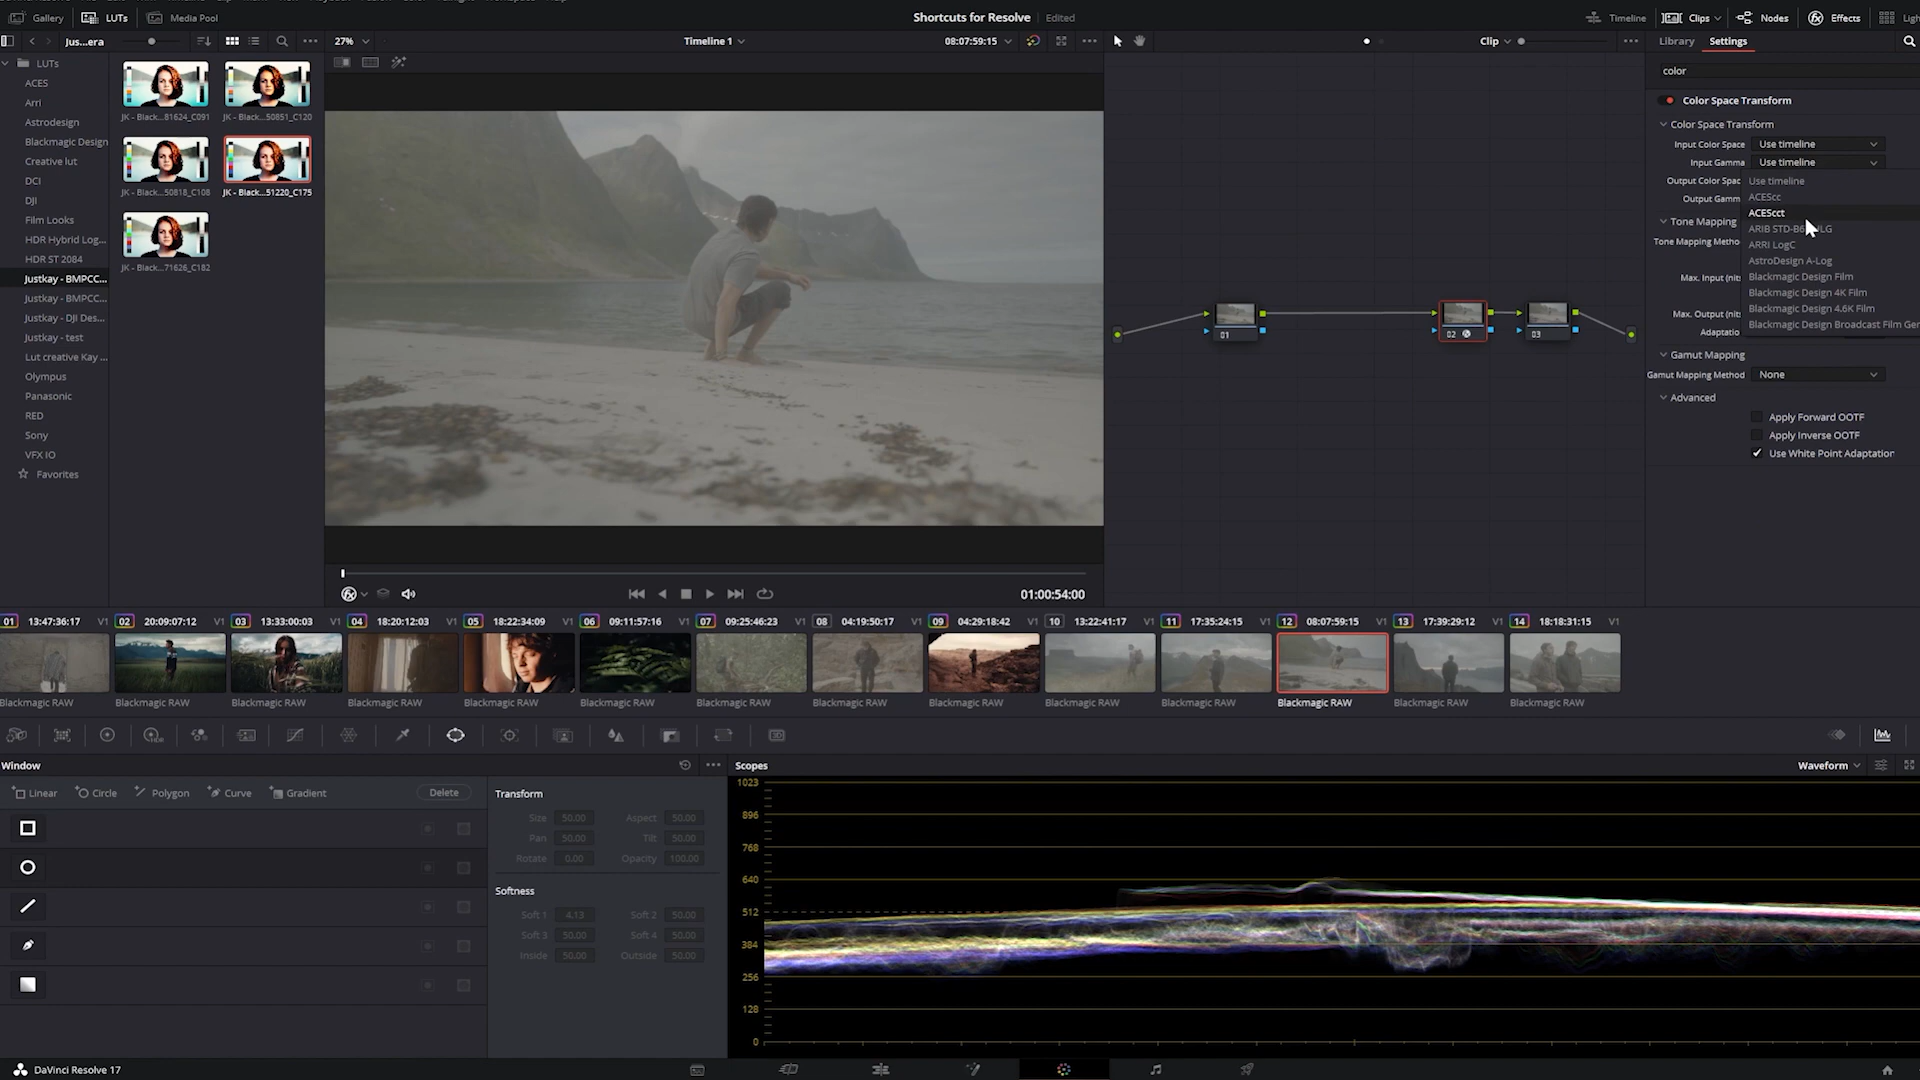 Gallery
LUTs
Media Pool
Shortcuts for Resolve
Edited
Timeline
Clips
Nodes
Effects
Jus...era
27%
Timeline 1
08:07:59:15
Clip
Library
Settings
LUTs
ACES
Arri
Astrodesign
Blackmagic Design
Creative lut
DCI
DJI
Film Looks
HDR Hybrid Log...
HDR ST 2084
Justkay - BMPCC...
Justkay - BMPCC...
Justkay - DJI Des...
Justkay - test
Lut creative Kay ...
Olympus
Panasonic
RED
Sony
VFX IO
Favorites
JK - Black...81624_C091
JK - Black...50851_C120
JK - Black...50818_C108
JK - Black...51220_C175
JK - Black...71626_C182
01
02
03
color
Color Space Transform
Color Space Transform
Input Color Space
Use timeline
Input Gamma
Use timeline
Output Color Spac
Output Gamm
Tone Mapping
Tone Mapping Metho
Max. Input (nit
Max. Output (nit
Adaptatio
Use timeline
ACEScc
ACEScct
ARRI LogC
AstroDesign A-Log
Blackmagic Design Film
Blackmagic Design 4K Film
Blackmagic Design 4.6K Film
Blackmagic Design Broadcast Film Gen
Gamut Mapping
Gamut Mapping Method
None
Advanced
Apply Forward OOTF
Apply Inverse OOTF
Use White Point Adaptation
01:00:54:00
01 13:47:36:17 V1
02 20:09:07:12 V1
03 13:33:00:03 V1
04 18:20:12:03 V1
05 18:22:34:09 V1
06 09:11:57:16 V1
07 09:25:46:23 V1
08 04:19:50:17 V1
09 04:29:18:42 V1
10 13:22:41:17 V1
11 17:35:24:15 V1
12 08:07:59:15 V1
13 17:39:29:12 V1
14 18:18:31:15 V1
Blackmagic RAW
Blackmagic RAW
Blackmagic RAW
Blackmagic RAW
Blackmagic RAW
Blackmagic RAW
Blackmagic RAW
Blackmagic RAW
Blackmagic RAW
Blackmagic RAW
Blackmagic RAW
Blackmagic RAW
Blackmagic RAW
Blackmagic RAW
Window
Linear
Circle
Polygon
Curve
Gradient
Delete
Transform
Size 50.00 Aspect 50.00
Pan 50.00 Tilt 50.00
Rotate 0.00 Opacity 100.00
Softness
Soft 1 4.13 Soft 2 50.00
Soft 3 50.00 Soft 4 50.00
Inside 50.00 Outside 50.00
Scopes
Waveform
1023
896
768
640
512
384
256
128
0
DaVinci Resolve 17